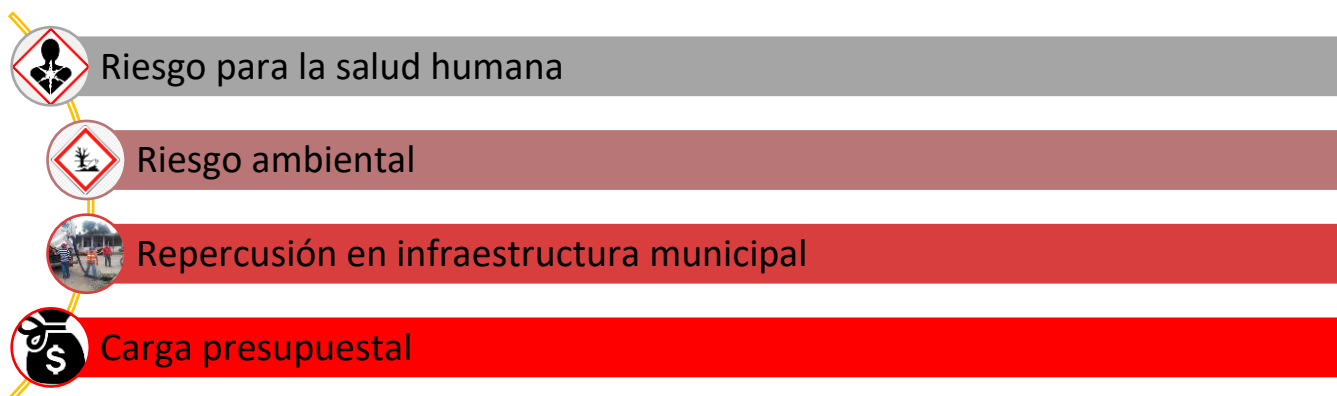 Riesgo para la salud humana
Riesgo ambiental
Repercusión en infraestructura municipal
Carga presupuestal
$